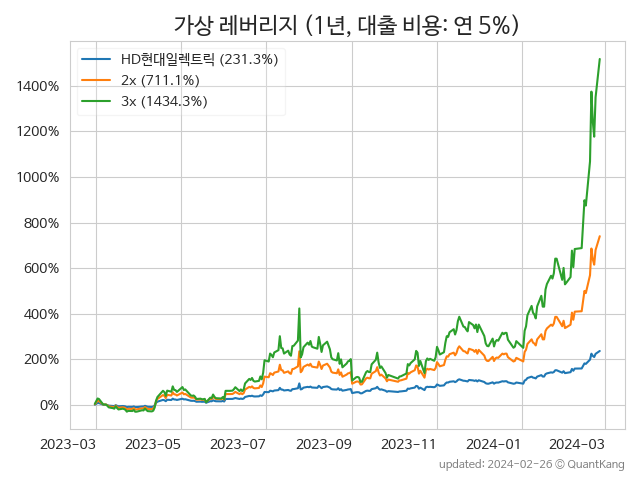 가상 레버리지 (1년, 대출 비용: 연 5%)
HD현대일렉트릭 (231.3%)
2x (711.1%)
3x (1434.3%)
1400%
1200%
1000%
800%
600%
400%
200%
0%
2023-03 2023-05 2023-07 2023-09 2023-11 2024-01 2024-03
updated: 2024-02-26 © QuantKang